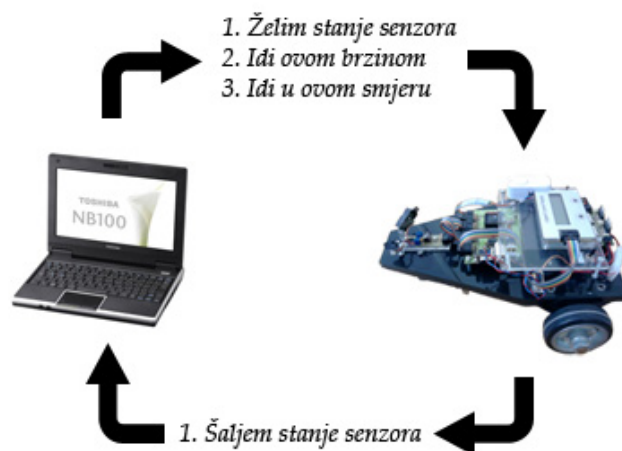 1. Želim stanje senzora
2. Idi ovom brzinom
3. Idi u ovom smjeru
TOSHIBA
NB100
1. Šaljem stanje senzora